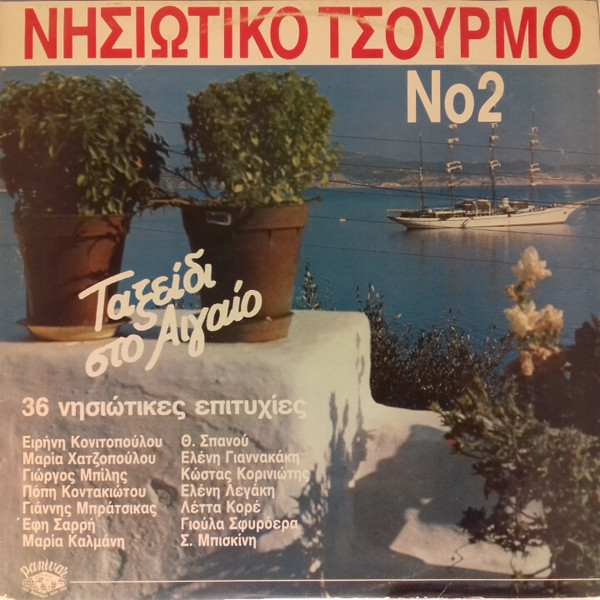 ΝΗΣΙΩΤΙΚΟ ΤΣΟΥΡΜΟ
Νο2
Ταξείδι
στο Αιγαίο
36 νησιώτικες επιτυχίες
Ειρήνη Κονιτοπούλου
Μαρία Χατζοπούλου
Γιώργος Μπίλης
Πόπη Κοντακιώτου
Γιάννης Μπράτσικας
Έφη Σαρρή
Μαρία Καλμάνη
Θ. Σπανού
Ελένη Γιαννακάκη
Κώστας Κορινιώτης
Ελένη Λεγάκη
Λέττα Κορέ
Γιούλα Σφυρόερα
Σ. Μπισκίνη
Panivar